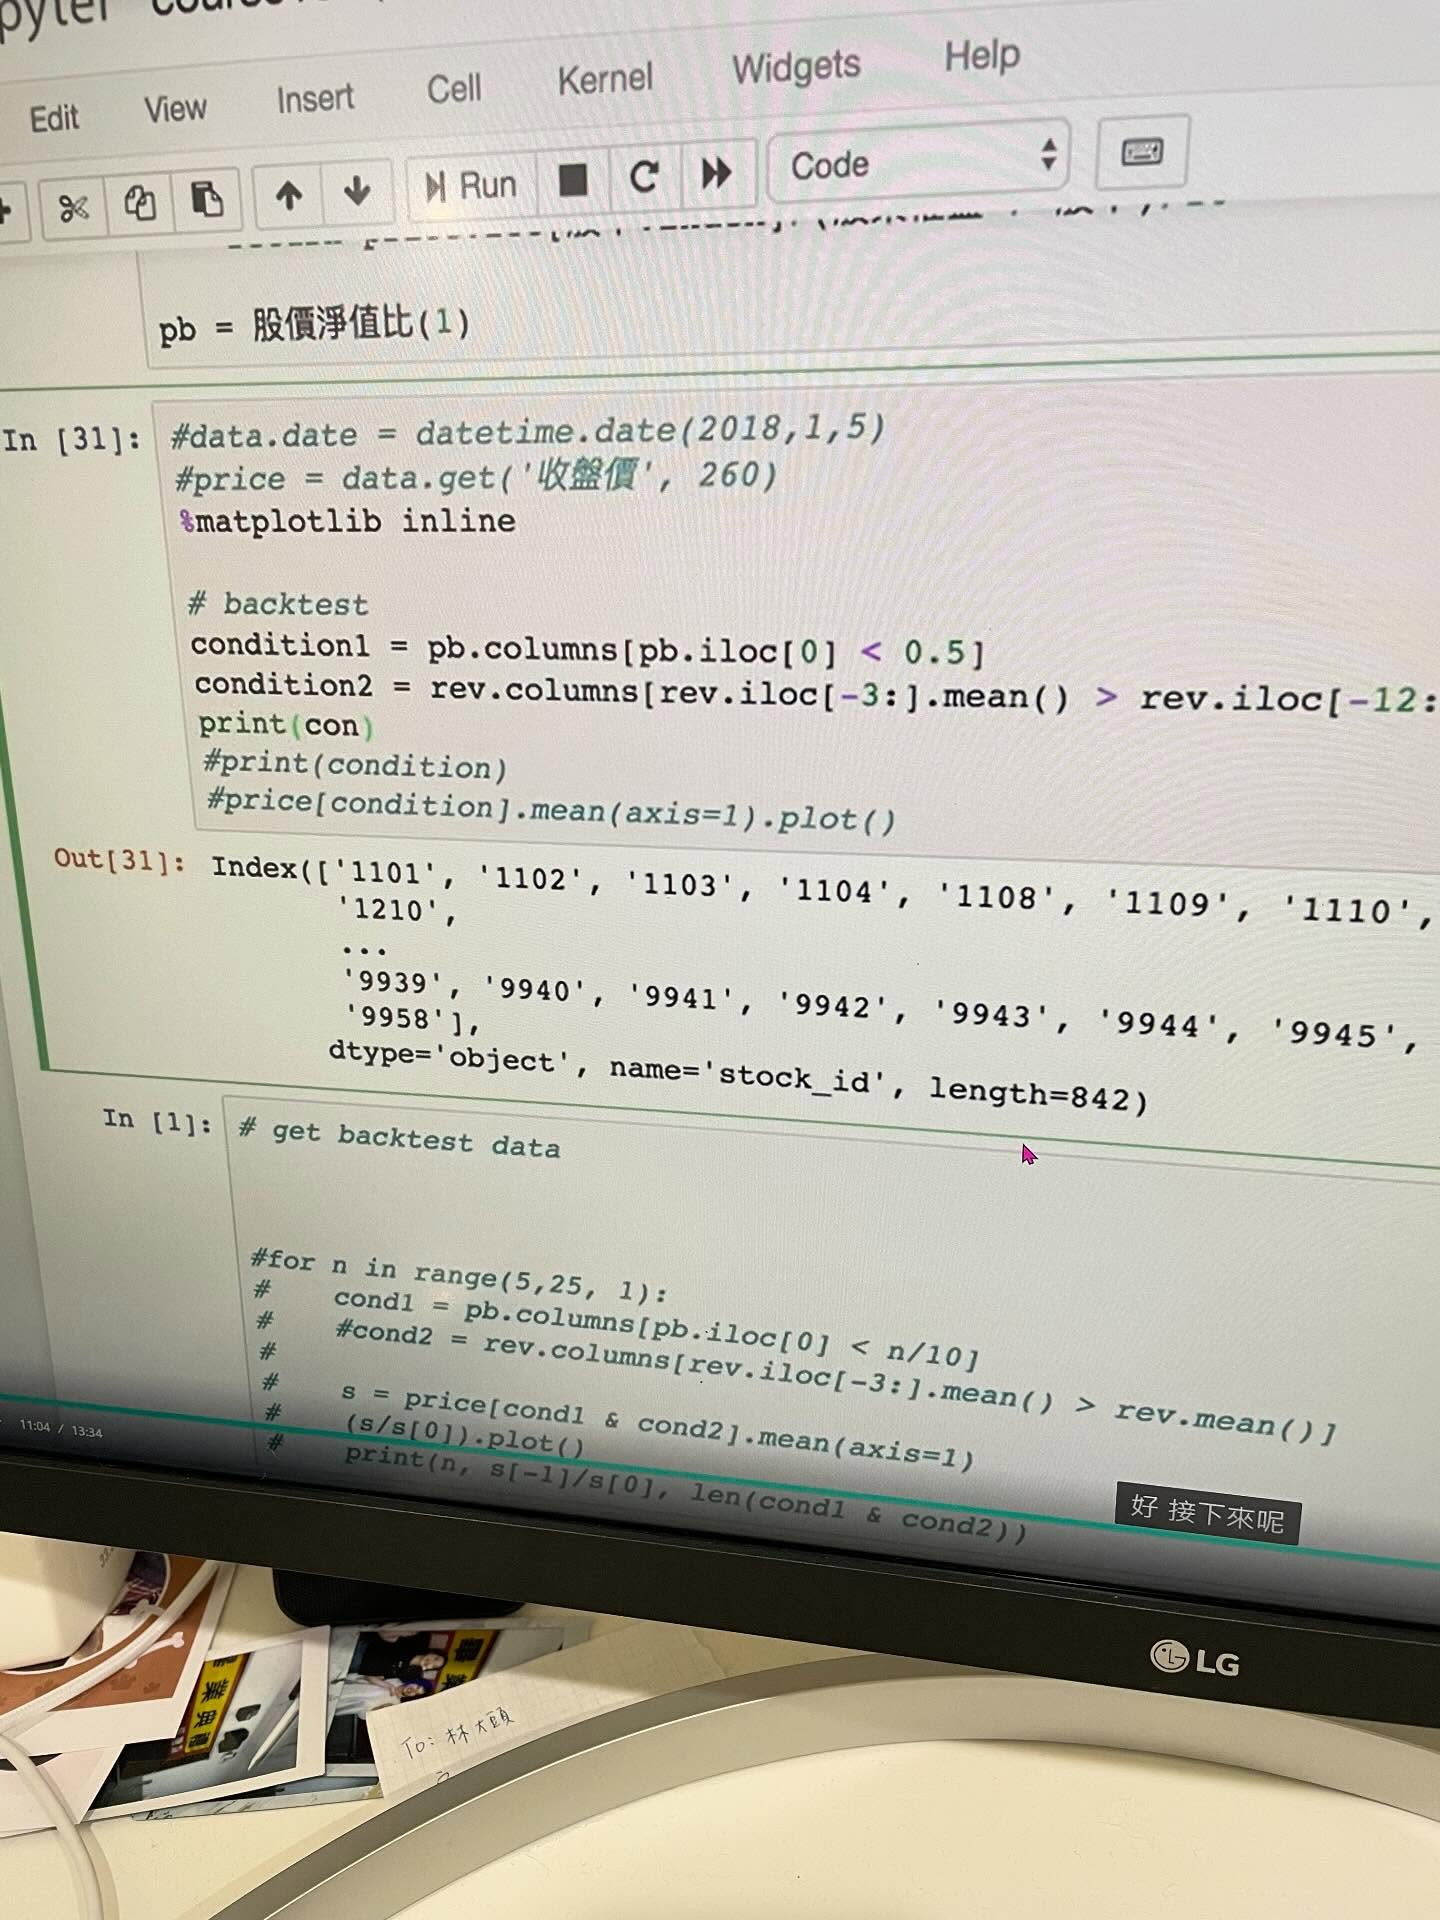 Edit View Insert Cell Kernel Widgets Help
Run Code
pb = 股價淨值比(1)
In [31]: #data.date = datetime.date(2018,1,5)
#price = data.get('收盤價', 260)
%matplotlib inline
# backtest
condition1 = pb.columns[pb.iloc[0] < 0.5]
condition2 = rev.columns[rev.iloc[-3:].mean() > rev.iloc[-12:
print(con)
#print(condition)
#price[condition].mean(axis=1).plot()
Out[31]: Index(['1101', '1102', '1103', '1104', '1108', '1109', '1110',
'1210',
...
'9939', '9940', '9941', '9942', '9943', '9944', '9945',
'9958'],
dtype='object', name='stock_id', length=842)
In [1]: # get backtest data
#for n in range(5,25, 1):
# cond1 = pb.columns[pb.iloc[0] < n/10]
# #cond2 = rev.columns[rev.iloc[-3:].mean() > rev.mean()]
#
# s = price[cond1 & cond2].mean(axis=1)
# (s/s[0]).plot()
# print(n, s[-1]/s[0], len(cond1 & cond2))
11:04 / 13:34
好 接下來呢
LG
To: 林大頭